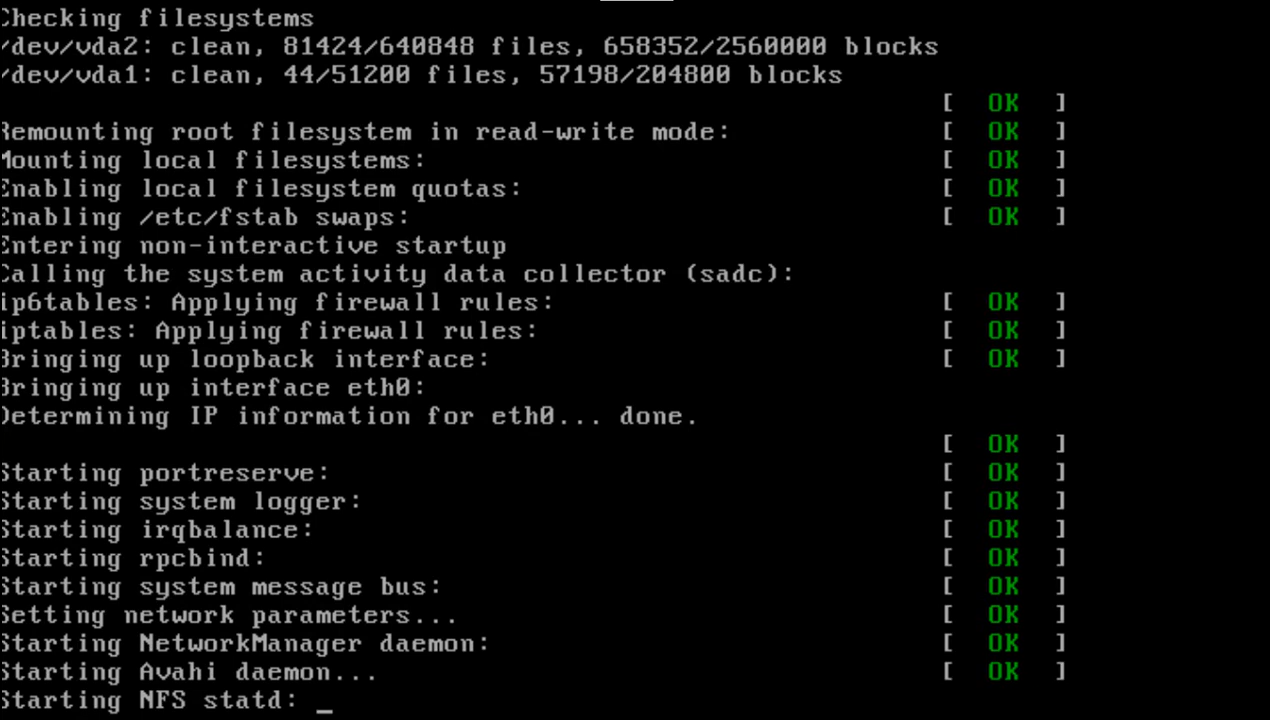 Checking filesystems
/dev/vda2: clean, 81424/640848 files, 658352/2560000 blocks
/dev/vda1: clean, 44/51200 files, 57198/204800 blocks
[  OK  ]
Remounting root filesystem in read-write mode: [  OK  ]
Mounting local filesystems: [  OK  ]
Enabling local filesystem quotas: [  OK  ]
Enabling /etc/fstab swaps: [  OK  ]
Entering non-interactive startup
Calling the system activity data collector (sadc):
ip6tables: Applying firewall rules: [  OK  ]
iptables: Applying firewall rules: [  OK  ]
Bringing up loopback interface: [  OK  ]
Bringing up interface eth0:
Determining IP information for eth0... done.
[  OK  ]
Starting portreserve: [  OK  ]
Starting system logger: [  OK  ]
Starting irqbalance: [  OK  ]
Starting rpcbind: [  OK  ]
Starting system message bus: [  OK  ]
Setting network parameters... [  OK  ]
Starting NetworkManager daemon: [  OK  ]
Starting Avahi daemon... [  OK  ]
Starting NFS statd: _